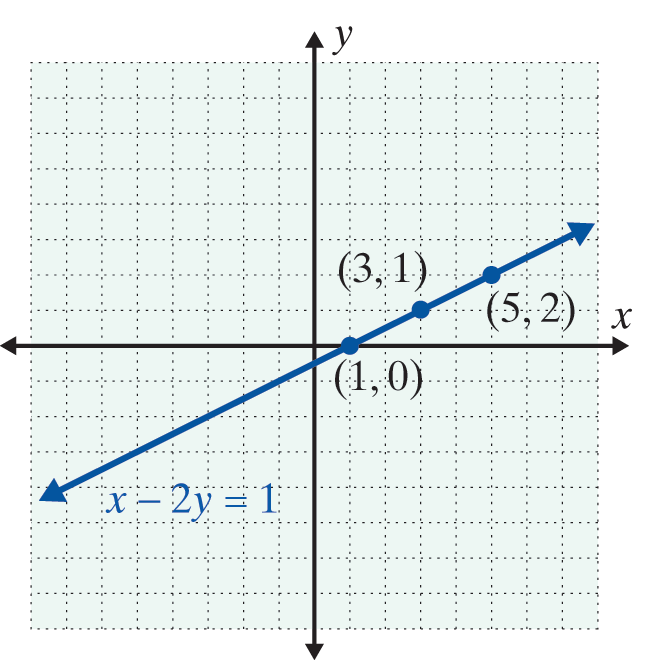 y
(3, 1)
(5, 2)
x
(1, 0)
x − 2y = 1